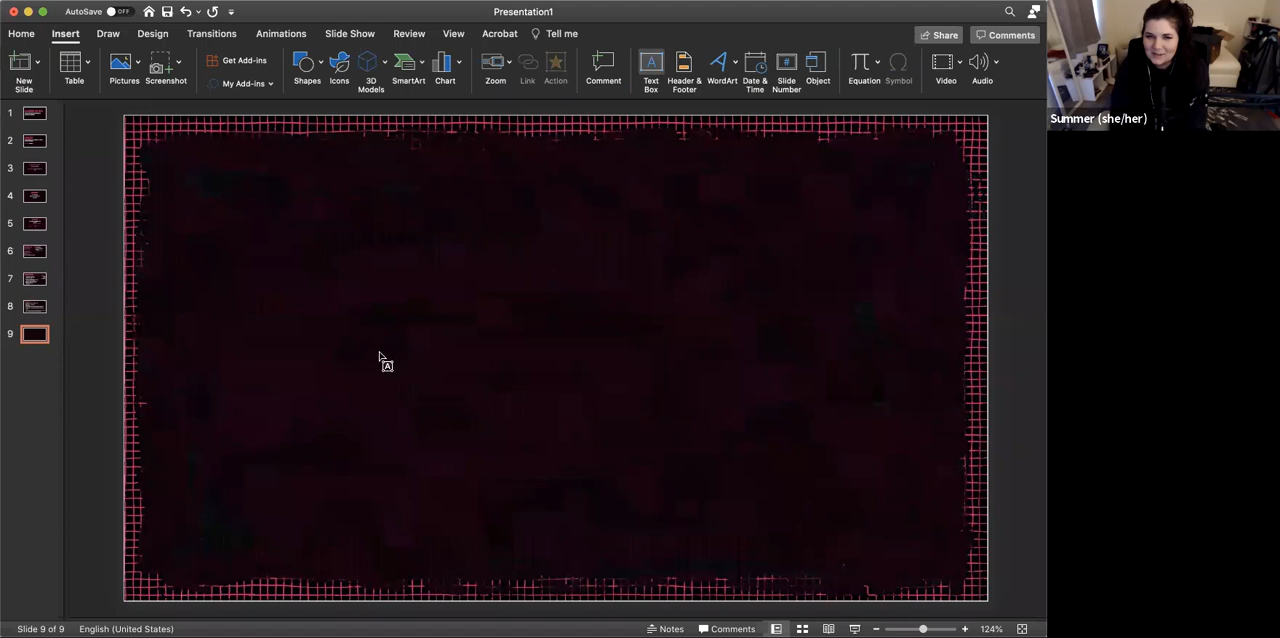 AutoSave OFF Presentation1
Home Insert Draw Design Transitions Animations Slide Show Review View Acrobat Tell me Share Comments
New Slide Table Pictures Screenshot Get Add-ins My Add-ins Shapes Icons 3D Models SmartArt Chart Zoom Link Action Comment Text Box Header & Footer WordArt Date & Time Slide Number Object Equation Symbol Video Audio
Summer (she/her)
1
2
3
4
5
6
7
8
9
Slide 9 of 9 English (United States) Notes Comments 124%